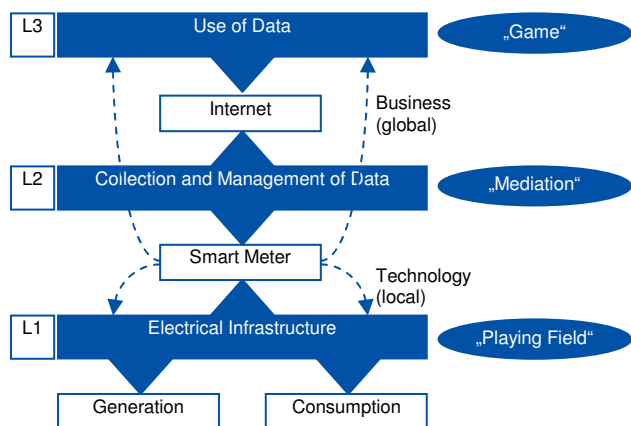 L3
Use of Data
„Game“
Internet
Business
(global)
L2
Collection and Management of Data
„Mediation“
Smart Meter
Technology
(local)
L1
Electrical Infrastructure
„Playing Field“
Generation
Consumption